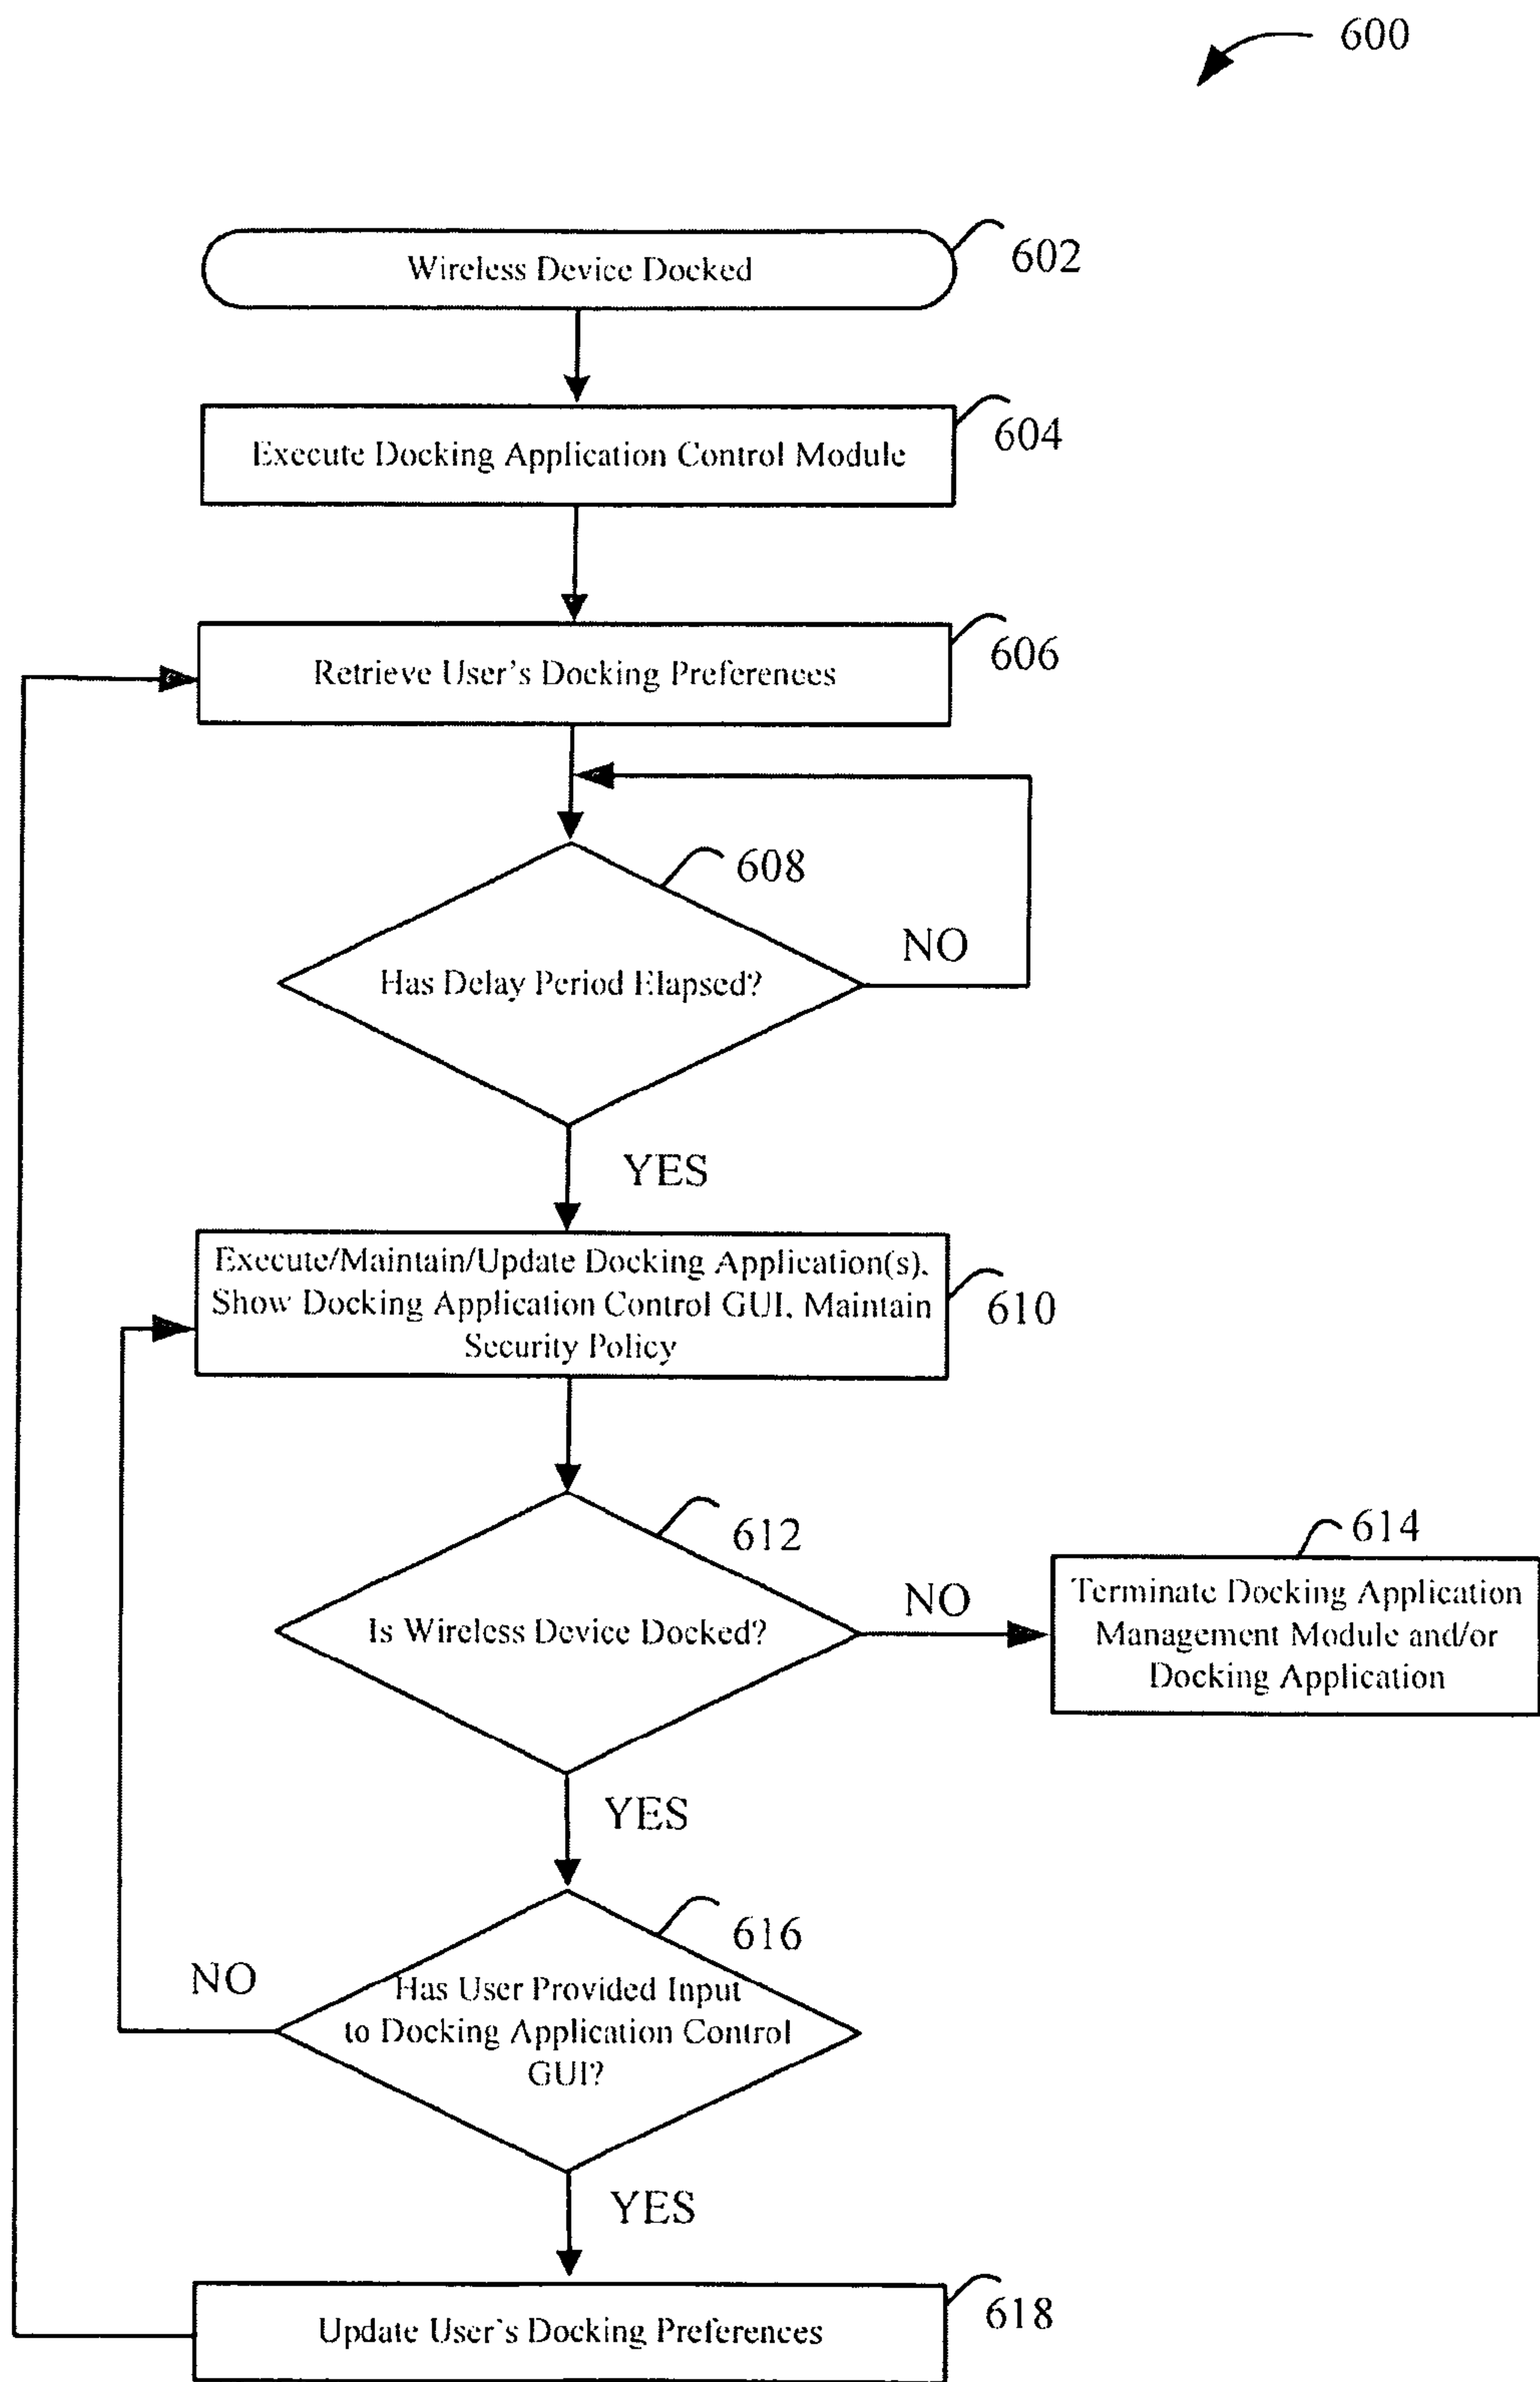 600
Wireless Device Docked
602
Execute Docking Application Control Module
604
Retrieve User's Docking Preferences
606
608
Has Delay Period Elapsed?
NO
YES
Execute/Maintain/Update Docking Application(s),
Show Docking Application Control GUI, Maintain
Security Policy
610
612
Is Wireless Device Docked?
NO
614
Terminate Docking Application
Management Module and/or
Docking Application
YES
616
Has User Provided Input
to Docking Application Control
GUI?
NO
YES
Update User's Docking Preferences
618